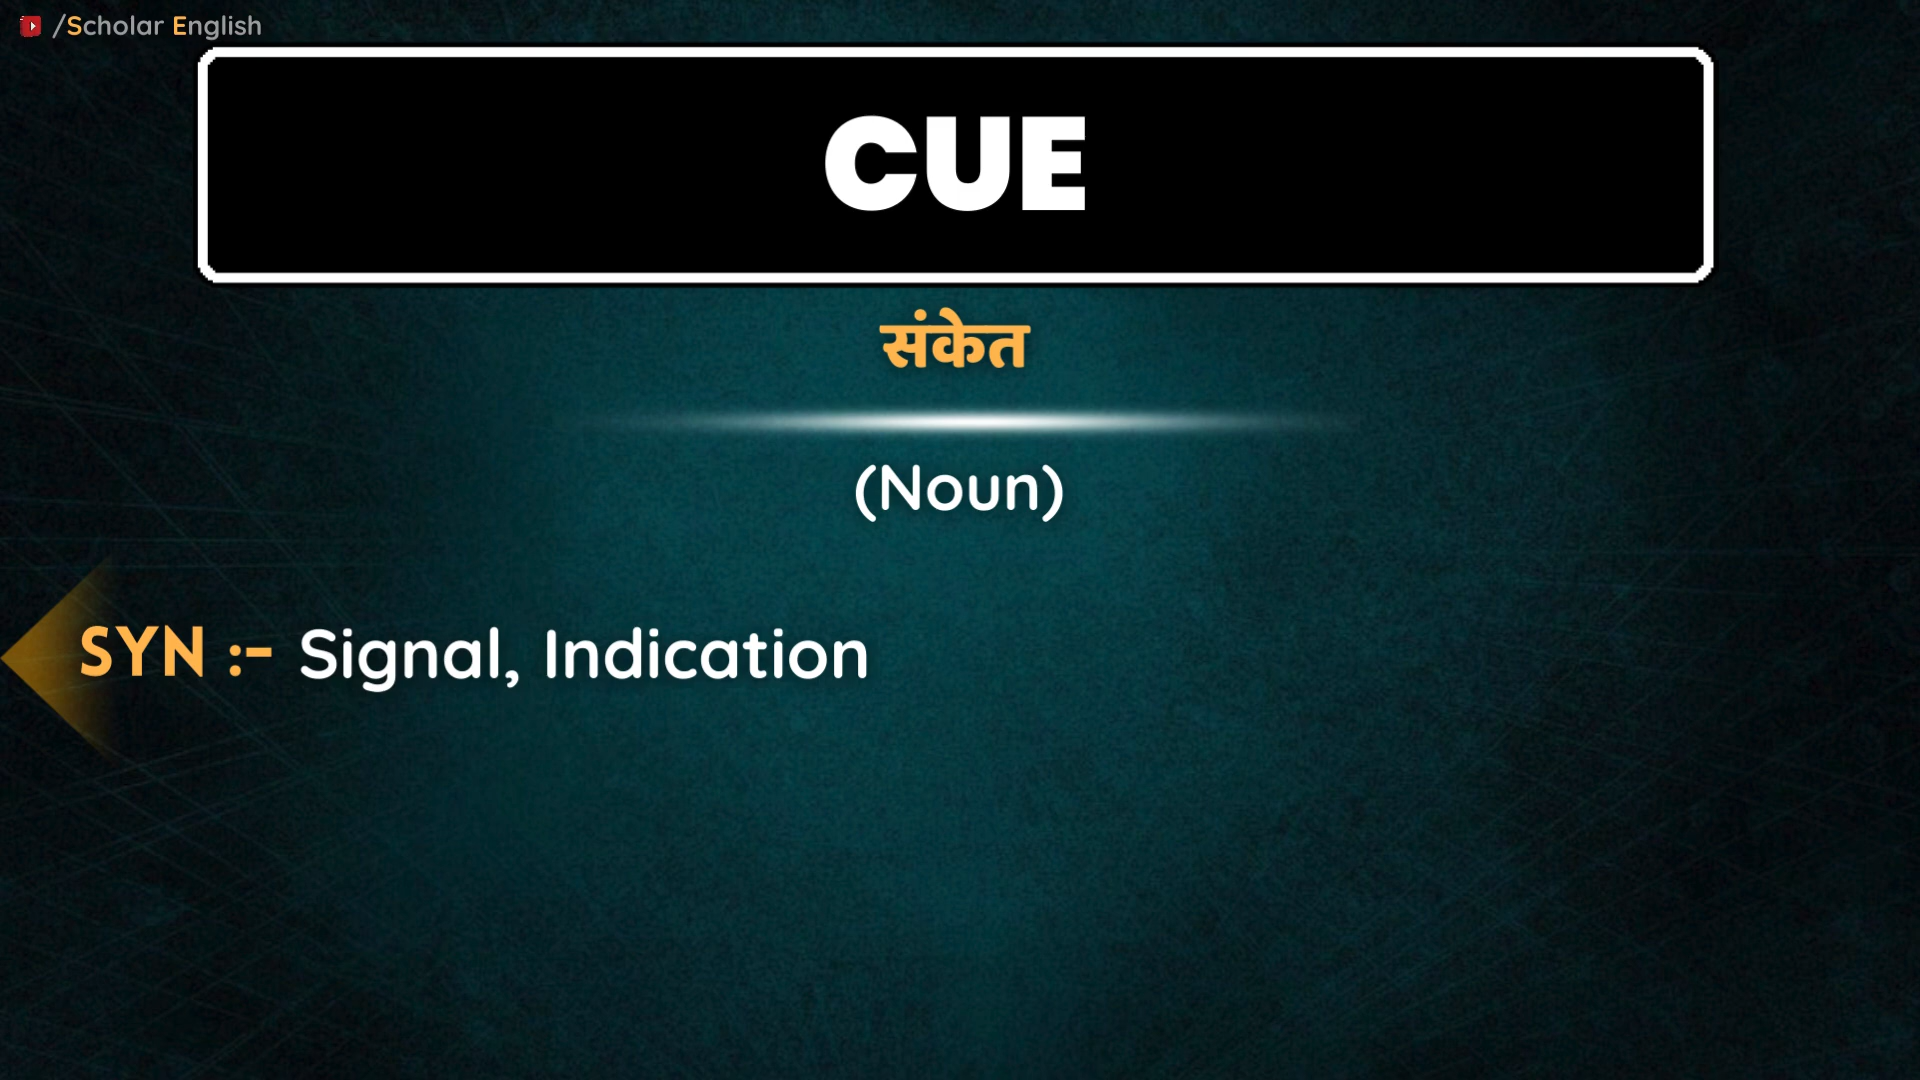 /Scholar English
CUE
संकेत
(Noun)
SYN :- Signal, Indication